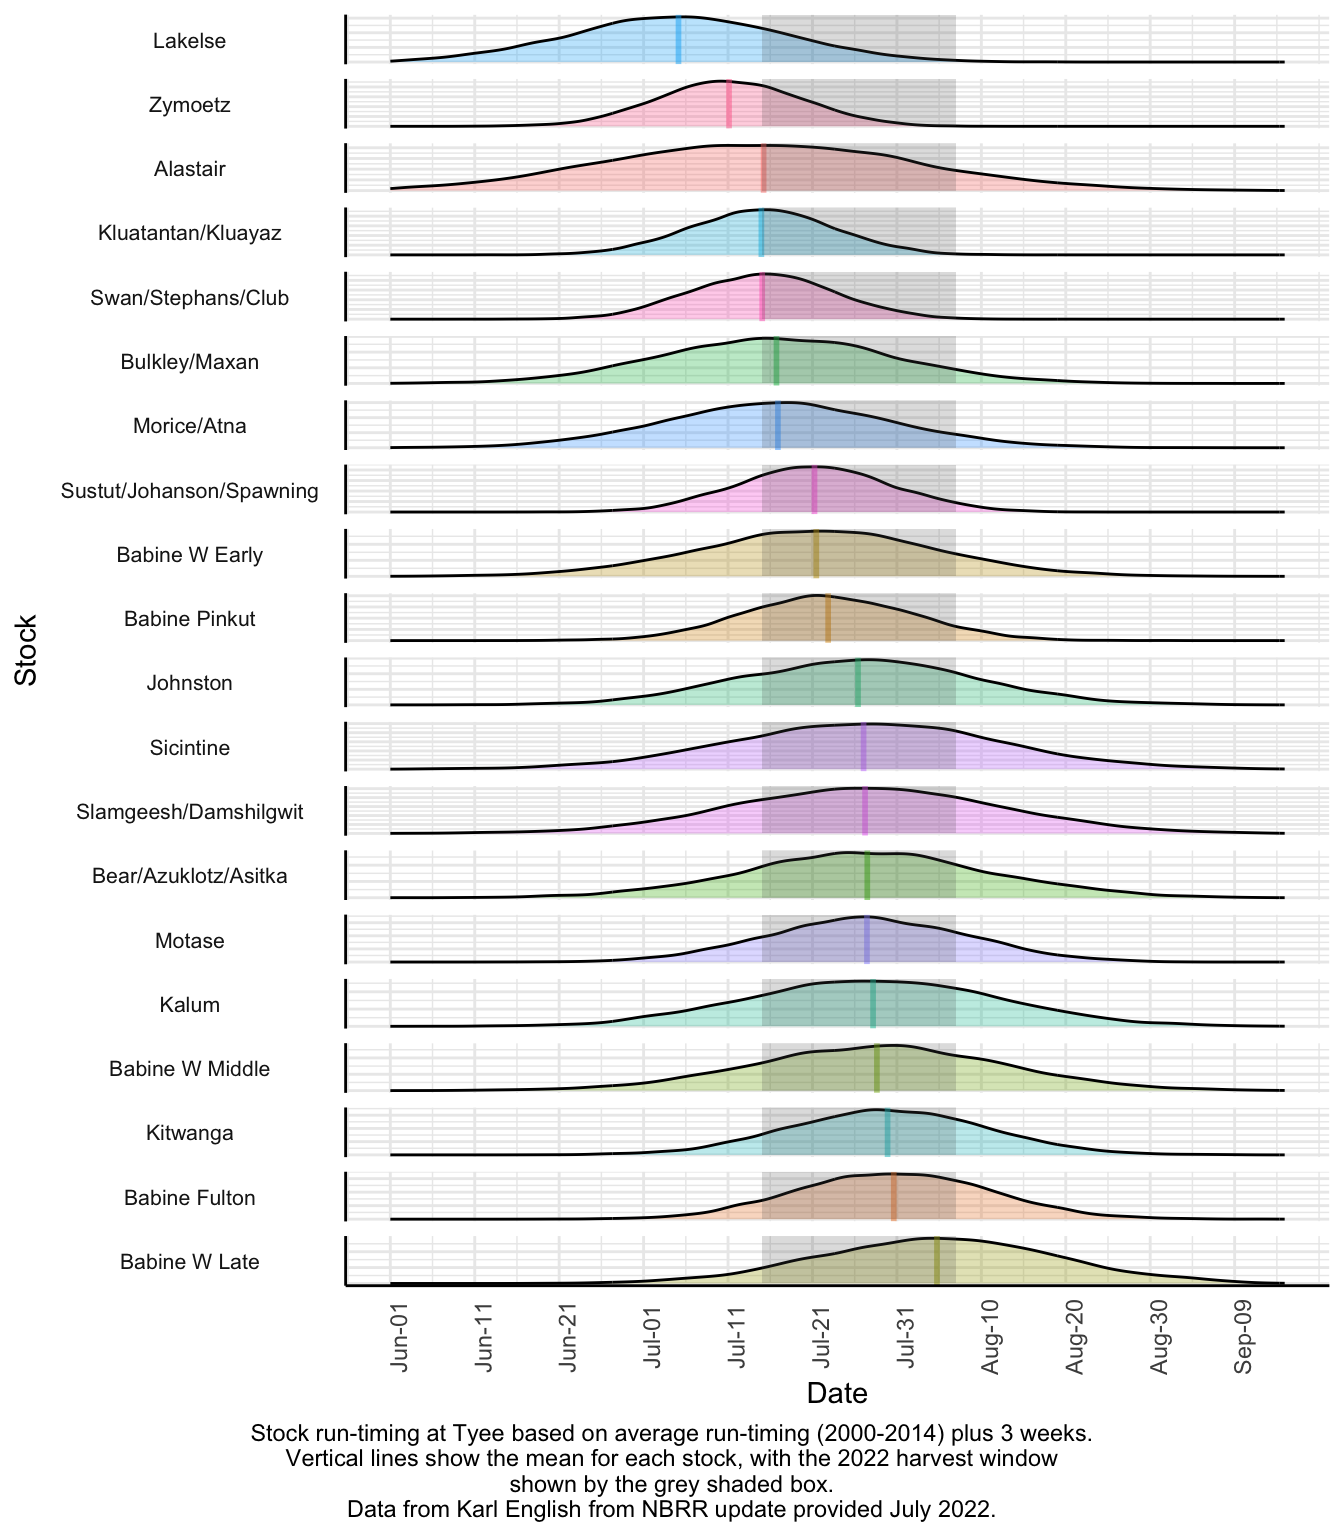 Lakelse
Zymoetz
Alastair
Kluatantan/Kluayaz
Swan/Stephans/Club
Bulkley/Maxan
Morice/Atna
Sustut/Johanson/Spawning
Babine W Early
Babine Pinkut
Johnston
Sicintine
Slamgeesh/Damshilgwit
Bear/Azuklotz/Asitka
Motase
Kalum
Babine W Middle
Kitwanga
Babine Fulton
Babine W Late
Stock
Jun-01
Jun-11
Jun-21
Jul-01
Jul-11
Jul-21
Jul-31
Aug-10
Aug-20
Aug-30
Sep-09
Date
Stock run-timing at Tyee based on average run-timing (2000-2014) plus 3 weeks.
Vertical lines show the mean for each stock, with the 2022 harvest window
shown by the grey shaded box.
Data from Karl English from NBRR update provided July 2022.